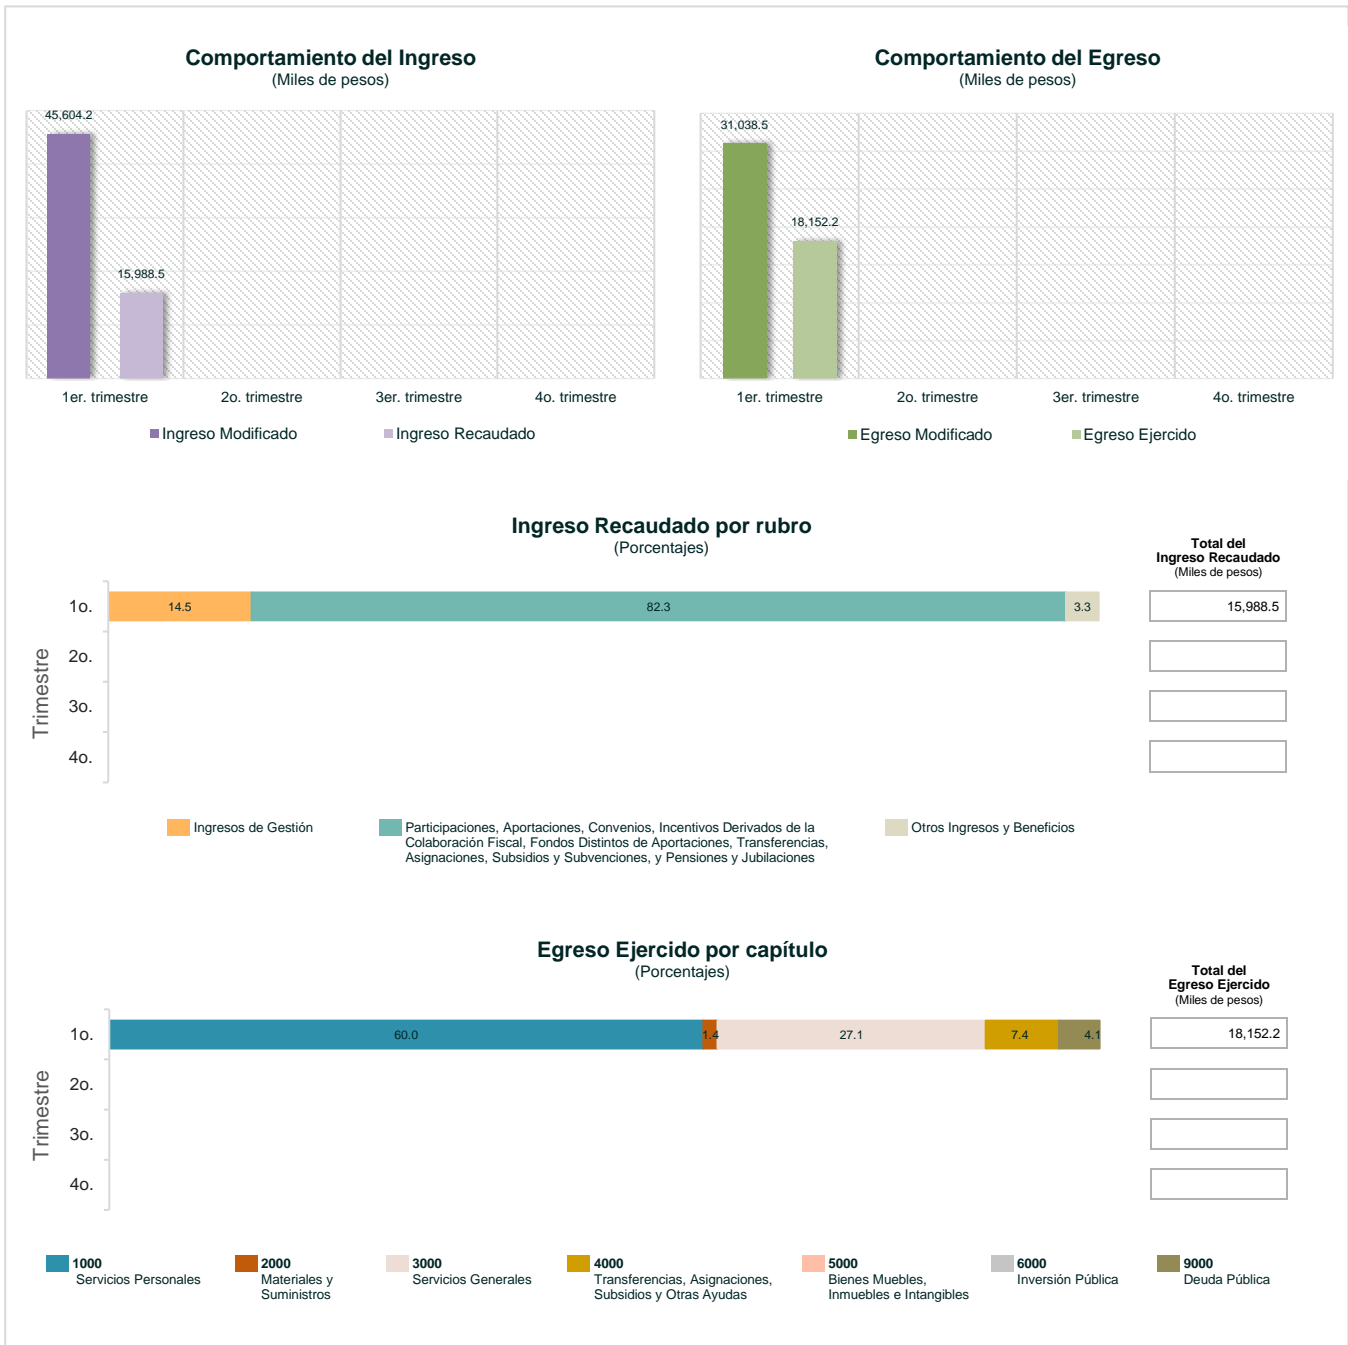 Comportamiento del Ingreso
(Miles de pesos)
45,604.2
15,988.5
1er. trimestre
2o. trimestre
3er. trimestre
4o. trimestre
Ingreso Modificado
Ingreso Recaudado
Comportamiento del Egreso
(Miles de pesos)
31,038.5
18,152.2
1er. trimestre
2o. trimestre
3er. trimestre
4o. trimestre
Egreso Modificado
Egreso Ejercido
Ingreso Recaudado por rubro
(Porcentajes)
Total del
Ingreso Recaudado
(Miles de pesos)
Trimestre
1o.
14.5
82.3
3.3
15,988.5
2o.
3o.
4o.
Ingresos de Gestión
Participaciones, Aportaciones, Convenios, Incentivos Derivados de la
Colaboración Fiscal, Fondos Distintos de Aportaciones, Transferencias,
Asignaciones, Subsidios y Subvenciones, y Pensiones y Jubilaciones
Otros Ingresos y Beneficios
Egreso Ejercido por capítulo
(Porcentajes)
Total del
Egreso Ejercido
(Miles de pesos)
Trimestre
1o.
60.0
1.4
27.1
7.4
4.1
18,152.2
2o.
3o.
4o.
1000
Servicios Personales
2000
Materiales y
Suministros
3000
Servicios Generales
4000
Transferencias, Asignaciones,
Subsidios y Otras Ayudas
5000
Bienes Muebles,
Inmuebles e Intangibles
6000
Inversión Pública
9000
Deuda Pública